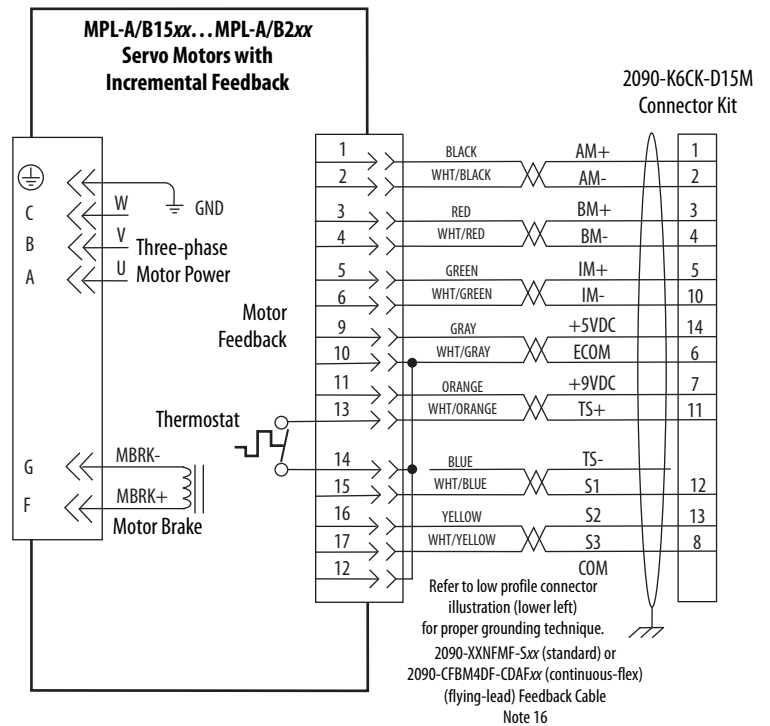 MPL-A/B15xx...MPL-A/B2xx
Servo Motors with
Incremental Feedback
2090-K6CK-D15M
Connector Kit
C
B
A
W
V
U
GND
Three-phase
Motor Power
Motor
Feedback
Thermostat
G
F
MBRK-
MBRK+
Motor Brake
1 BLACK AM+ 1
2 WHT/BLACK AM- 2
3 RED BM+ 3
4 WHT/RED BM- 4
5 GREEN IM+ 5
6 WHT/GREEN IM- 10
9 GRAY +5VDC 14
10 WHT/GRAY ECOM 6
11 ORANGE +9VDC 7
13 WHT/ORANGE TS+ 11
14 BLUE TS-
15 WHT/BLUE S1 12
16 YELLOW S2 13
17 WHT/YELLOW S3 8
12 COM
Refer to low profile connector
illustration (lower left)
for proper grounding technique.
2090-XXNFMF-Sxx (standard) or
2090-CFBM4DF-CDAFxx (continuous-flex)
(flying-lead) Feedback Cable
Note 16